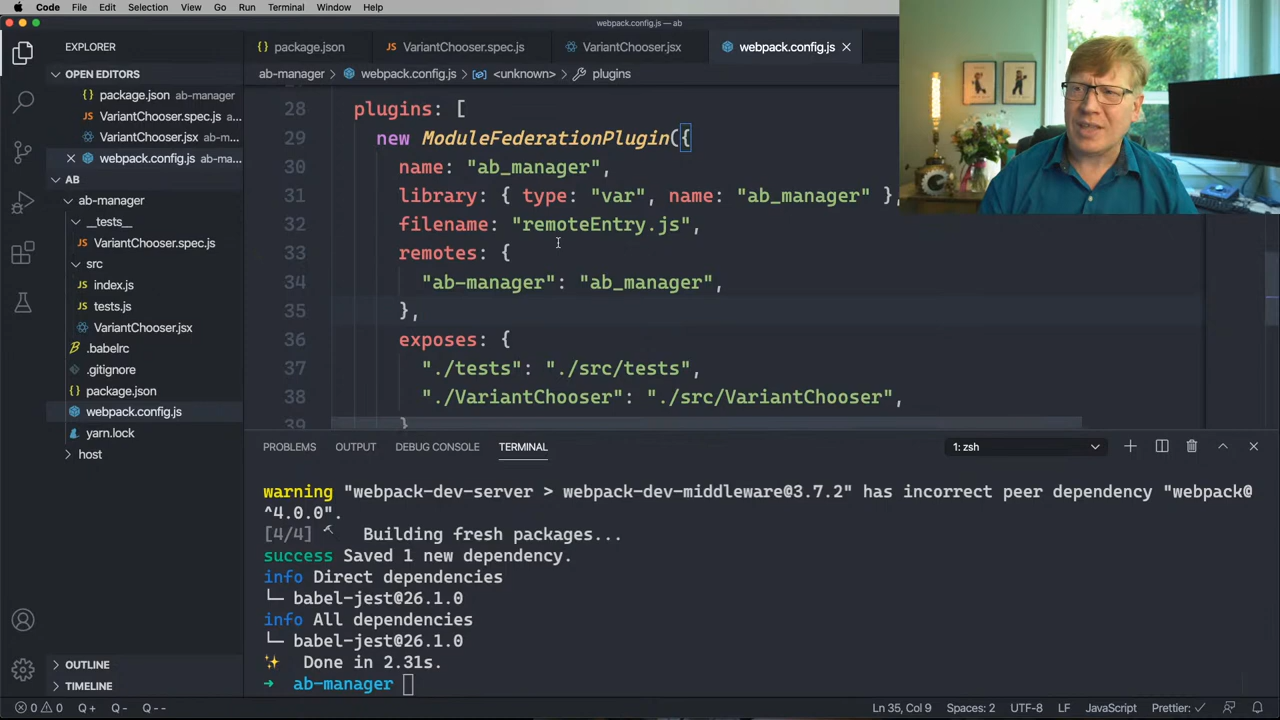 Code File Edit Selection View Go Run Terminal Window Help
webpack.config.js — ab
EXPLORER
OPEN EDITORS
package.json ab-manager
VariantChooser.spec.js a...
VariantChooser.jsx ab-m...
webpack.config.js ab-ma...
AB
ab-manager
__tests__
VariantChooser.spec.js
src
index.js
tests.js
VariantChooser.jsx
.babelrc
.gitignore
package.json
webpack.config.js
yarn.lock
host
OUTLINE
TIMELINE
package.json VariantChooser.spec.js VariantChooser.jsx webpack.config.js
ab-manager > webpack.config.js > <unknown> > plugins
28 plugins: [
29 new ModuleFederationPlugin({
30 name: "ab_manager",
31 library: { type: "var", name: "ab_manager" },
32 filename: "remoteEntry.js",
33 remotes: {
34 "ab-manager": "ab_manager",
35 },
36 exposes: {
37 "./tests": "./src/tests",
38 "./VariantChooser": "./src/VariantChooser",
39 }
PROBLEMS OUTPUT DEBUG CONSOLE TERMINAL 1: zsh
warning "webpack-dev-server > webpack-dev-middleware@3.7.2" has incorrect peer dependency "webpack@
^4.0.0".
[4/4] Building fresh packages...
success Saved 1 new dependency.
info Direct dependencies
└─ babel-jest@26.1.0
info All dependencies
└─ babel-jest@26.1.0
✨ Done in 2.31s.
→ ab-manager
0 0 Q+ Q- Q-- Ln 35, Col 9 Spaces: 2 UTF-8 LF JavaScript Prettier: ✓